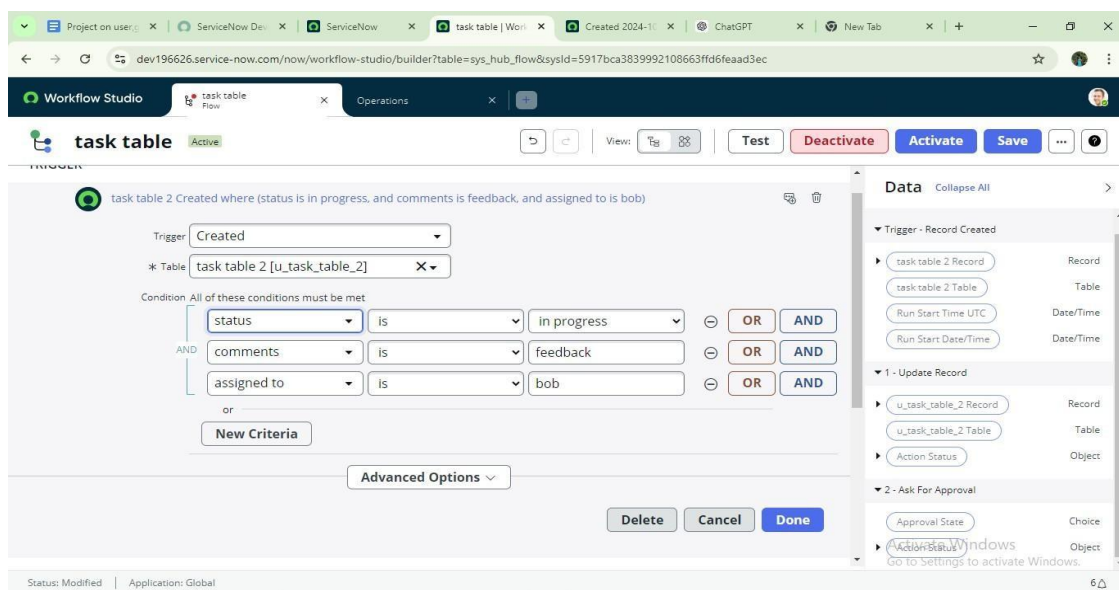 Project on user g
ServiceNow Dev
ServiceNow
task table | Work
Created 2024-10
ChatGPT
New Tab
dev196626.service-now.com/now/workflow-studio/builder?table=sys_hub_flow&sysId=5917bca3839992108663ffd6feaad3ec
Workflow Studio
task table
Flow
Operations
task table Active
View:
Test
Deactivate
Activate
Save
TRIGGER
task table 2 Created where (status is in progress, and comments is feedback, and assigned to is bob)
Trigger Created
* Table task table 2 [u_task_table_2]
Condition All of these conditions must be met
status is in progress OR AND
AND comments is feedback OR AND
assigned to is bob OR AND
or
New Criteria
Advanced Options
Delete Cancel Done
Data Collapse All
Trigger - Record Created
task table 2 Record Record
task table 2 Table Table
Run Start Time UTC Date/Time
Run Start Date/Time Date/Time
1 - Update Record
u_task_table_2 Record Record
u_task_table_2 Table Table
Action Status Object
2 - Ask For Approval
Approval State Choice
Action Status Object
Activate Windows
Go to Settings to activate Windows.
Status: Modified | Application: Global
6